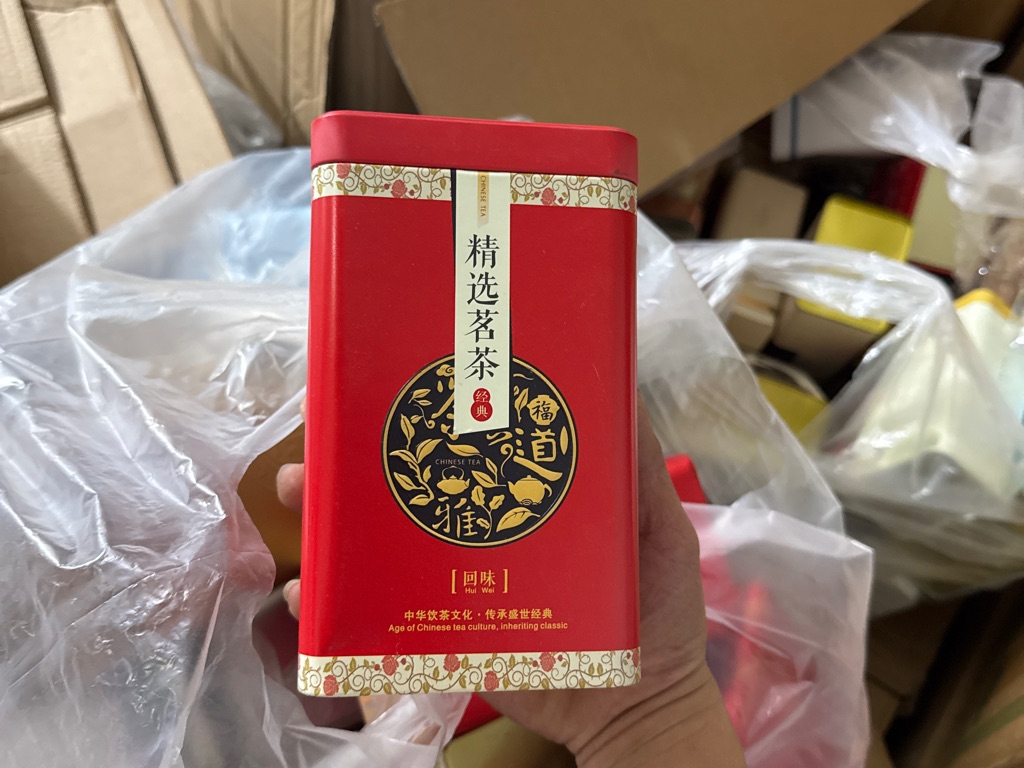 CHINESE TEA
精选茗茶
经典
茶
福
道
CHINESE TEA
雅
[回味]
Hui Wei
中华饮茶文化·传承盛世经典
Age of Chinese tea culture, inheriting classic